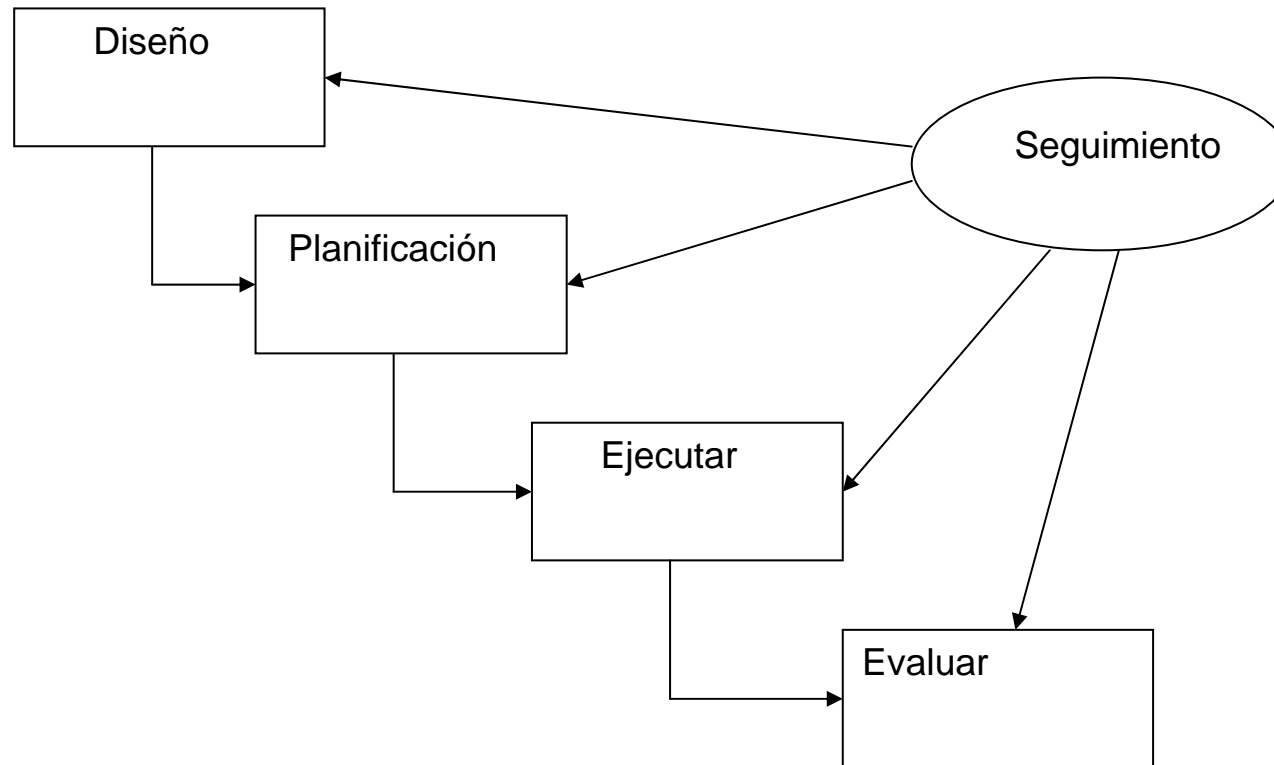 Diseño
Seguimiento
Planificación
Ejecutar
Evaluar